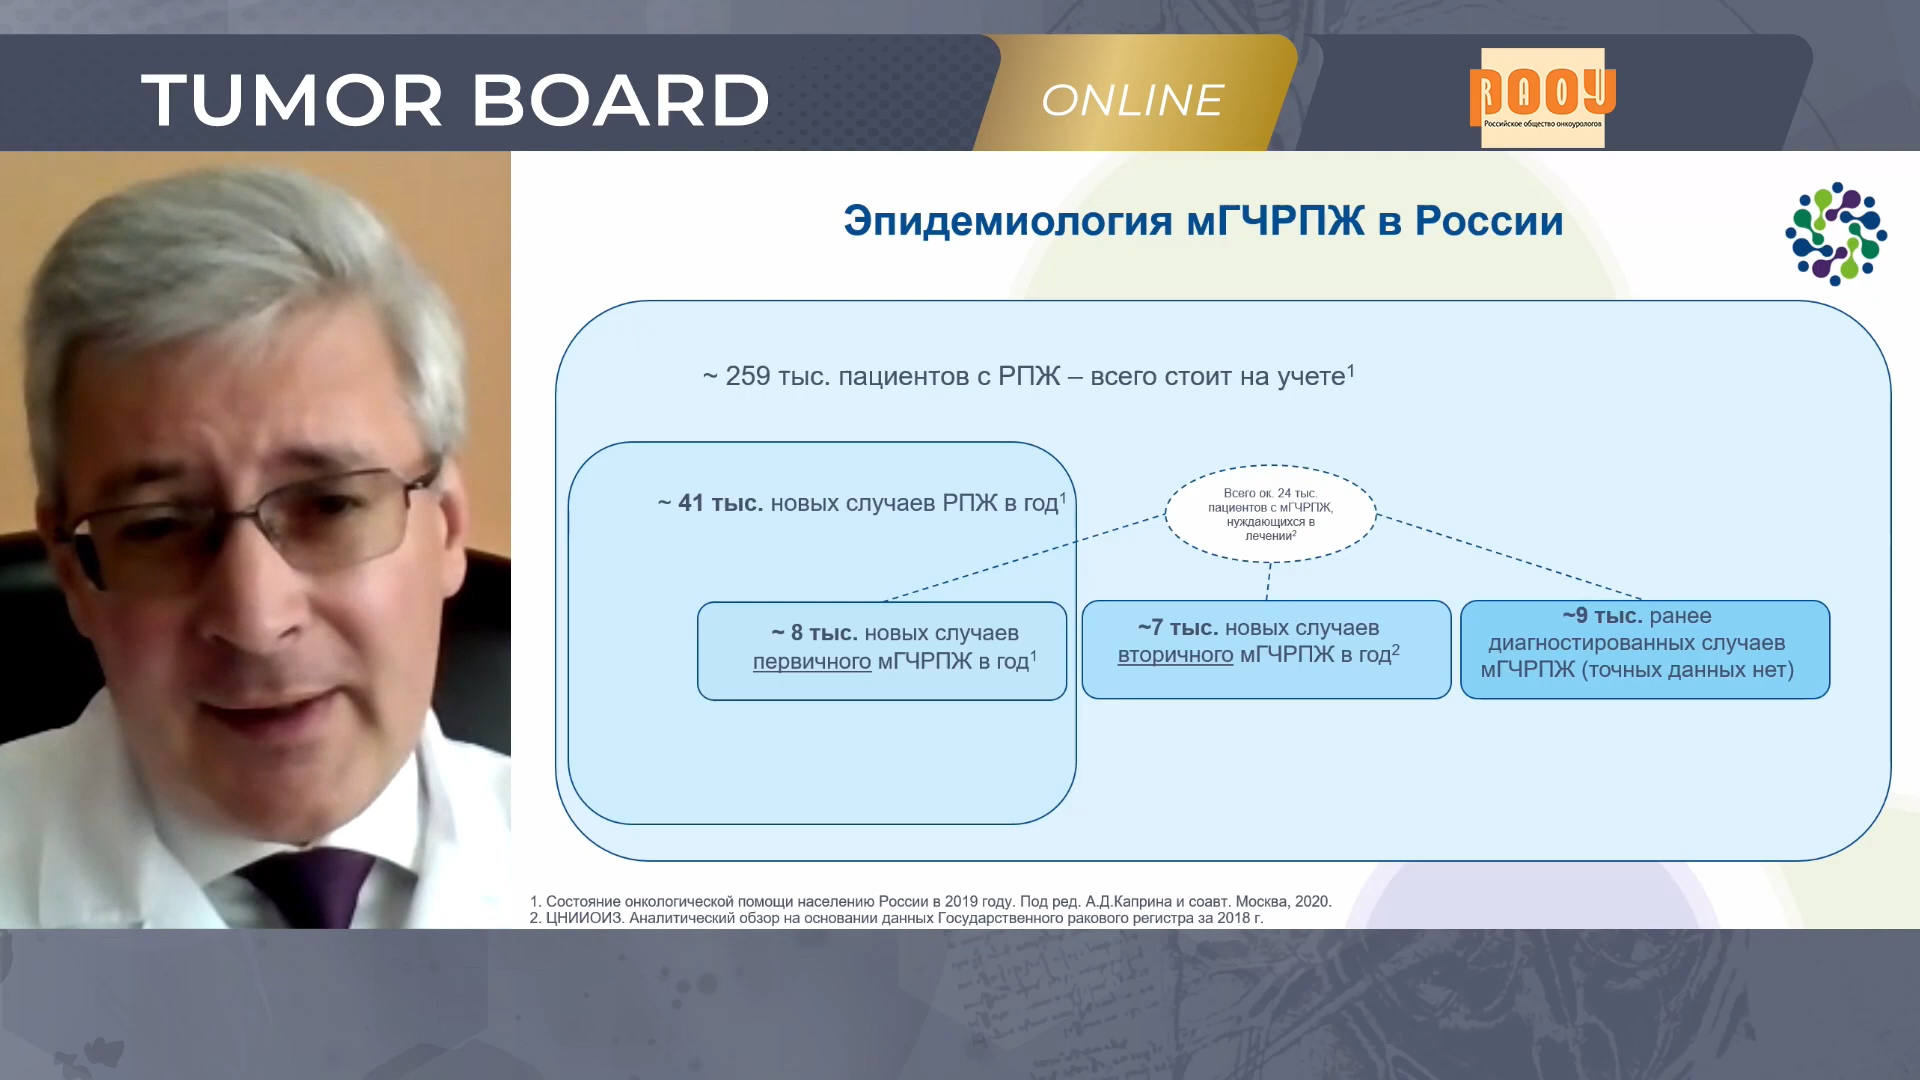 TUMOR BOARD
ONLINE
РАОУ
RAOU
Российское общество онкоурологов
Эпидемиология мГЧРПЖ в России
~ 259 тыс. пациентов с РПЖ – всего стоит на учете¹
~ 41 тыс. новых случаев РПЖ в год¹
Всего ок. 24 тыс.
пациентов с мГЧРПЖ,
нуждающихся в
лечении²
~ 8 тыс. новых случаев
первичного мГЧРПЖ в год¹
~7 тыс. новых случаев
вторичного мГЧРПЖ в год²
~9 тыс. ранее
диагностированных случаев
мГЧРПЖ (точных данных нет)
1. Состояние онкологической помощи населению России в 2019 году. Под ред. А.Д.Каприна и соавт. Москва, 2020.
2. ЦНИИОИЗ. Аналитический обзор на основании данных Государственного ракового регистра за 2018 г.